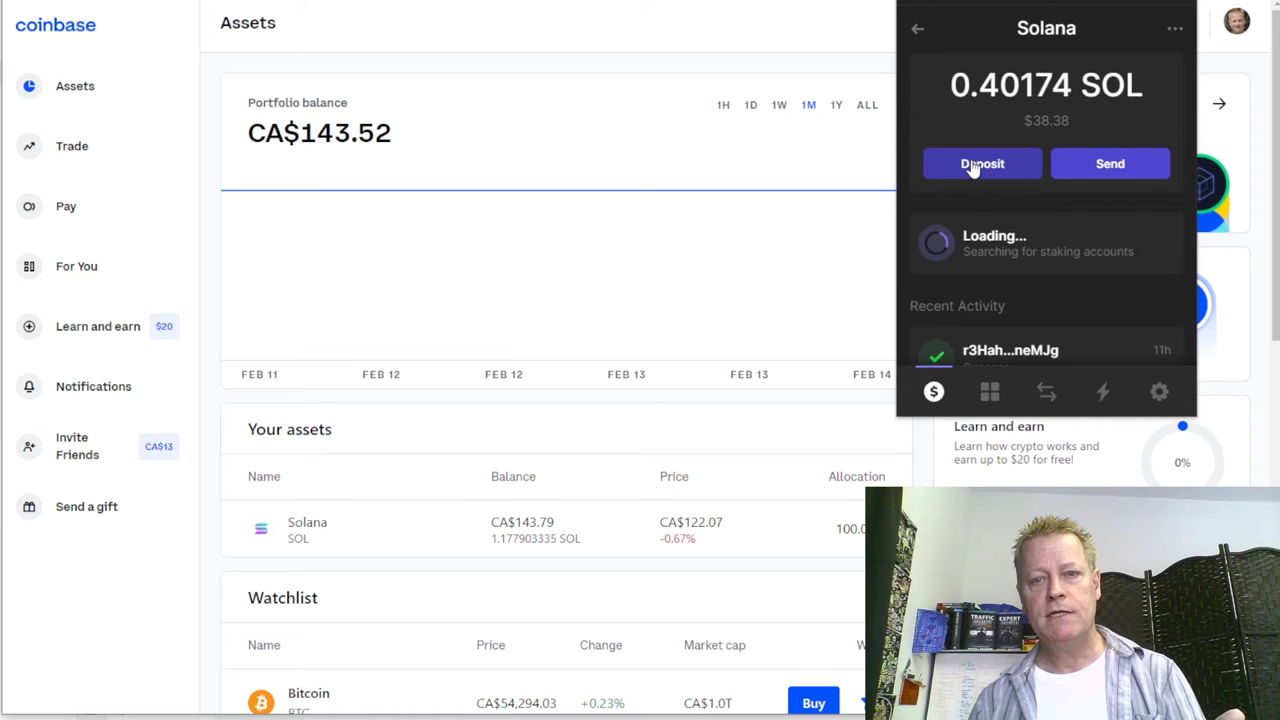 coinbase
Assets
Trade
Pay
For You
Learn and earn $20
Notifications
Invite
Friends
CA$13
Send a gift
Assets
Portfolio balance
CA$143.52
1H 1D 1W 1M 1Y ALL
FEB 11 FEB 12 FEB 12 FEB 13 FEB 13 FEB 14
Your assets
Name Balance Price Allocation
Solana CA$143.79 CA$122.07
SOL 1.177903335 SOL -0.67%
Watchlist
Name Price Change Market cap
Bitcoin CA$54,294.03 +0.23% CA$1.0T Buy
Solana
0.40174 SOL
$38.38
Deposit Send
Loading...
Searching for staking accounts
Recent Activity
r3Hah...neMJg 11h
Learn and earn
Learn how crypto works and
earn up to $20 for free!
0%
TRAFFIC
SECRETS
EXPERT
SECRETS